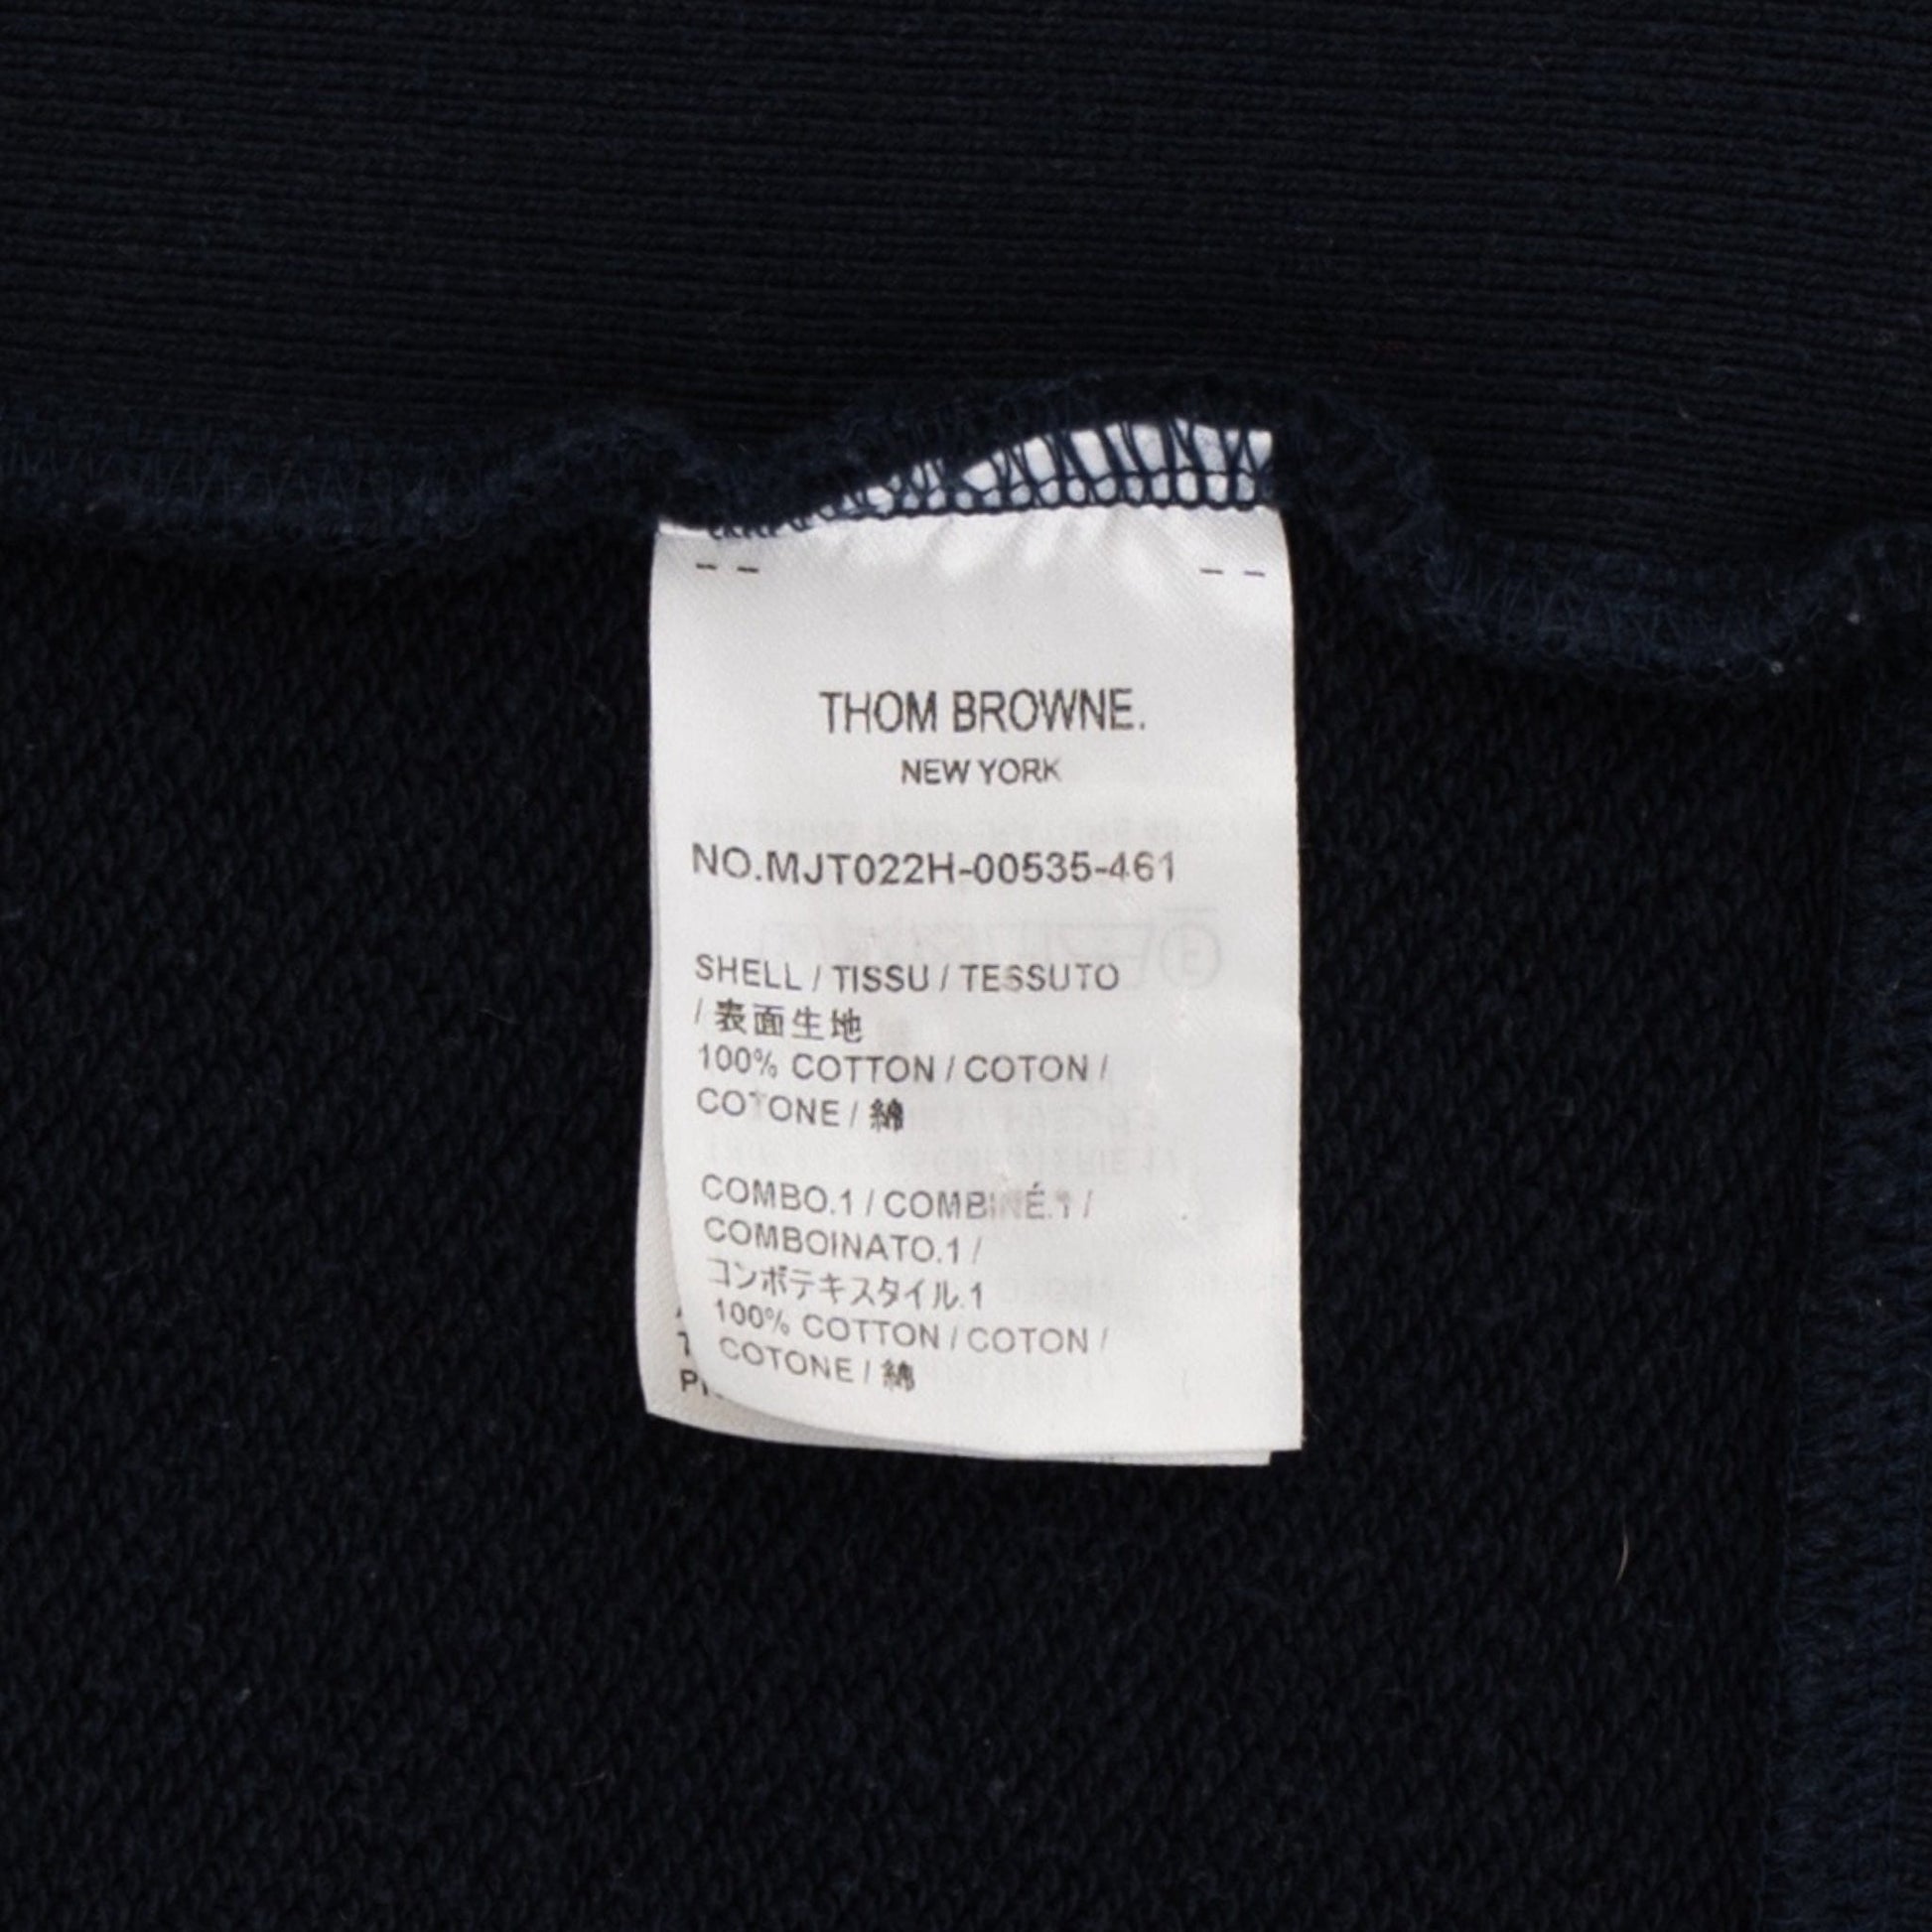 THOM BROWNE.
NEW YORK
NO.MJT022H-00535-461
SHELL / TISSU / TESSUTO
/ 表面生地
100% COTTON / COTON /
COTONE / 綿
COMBO.1 / COMBINÉ.1 /
COMBOINATO.1 /
コンボテキスタイル.1
100% COTTON / COTON /
COTONE / 綿